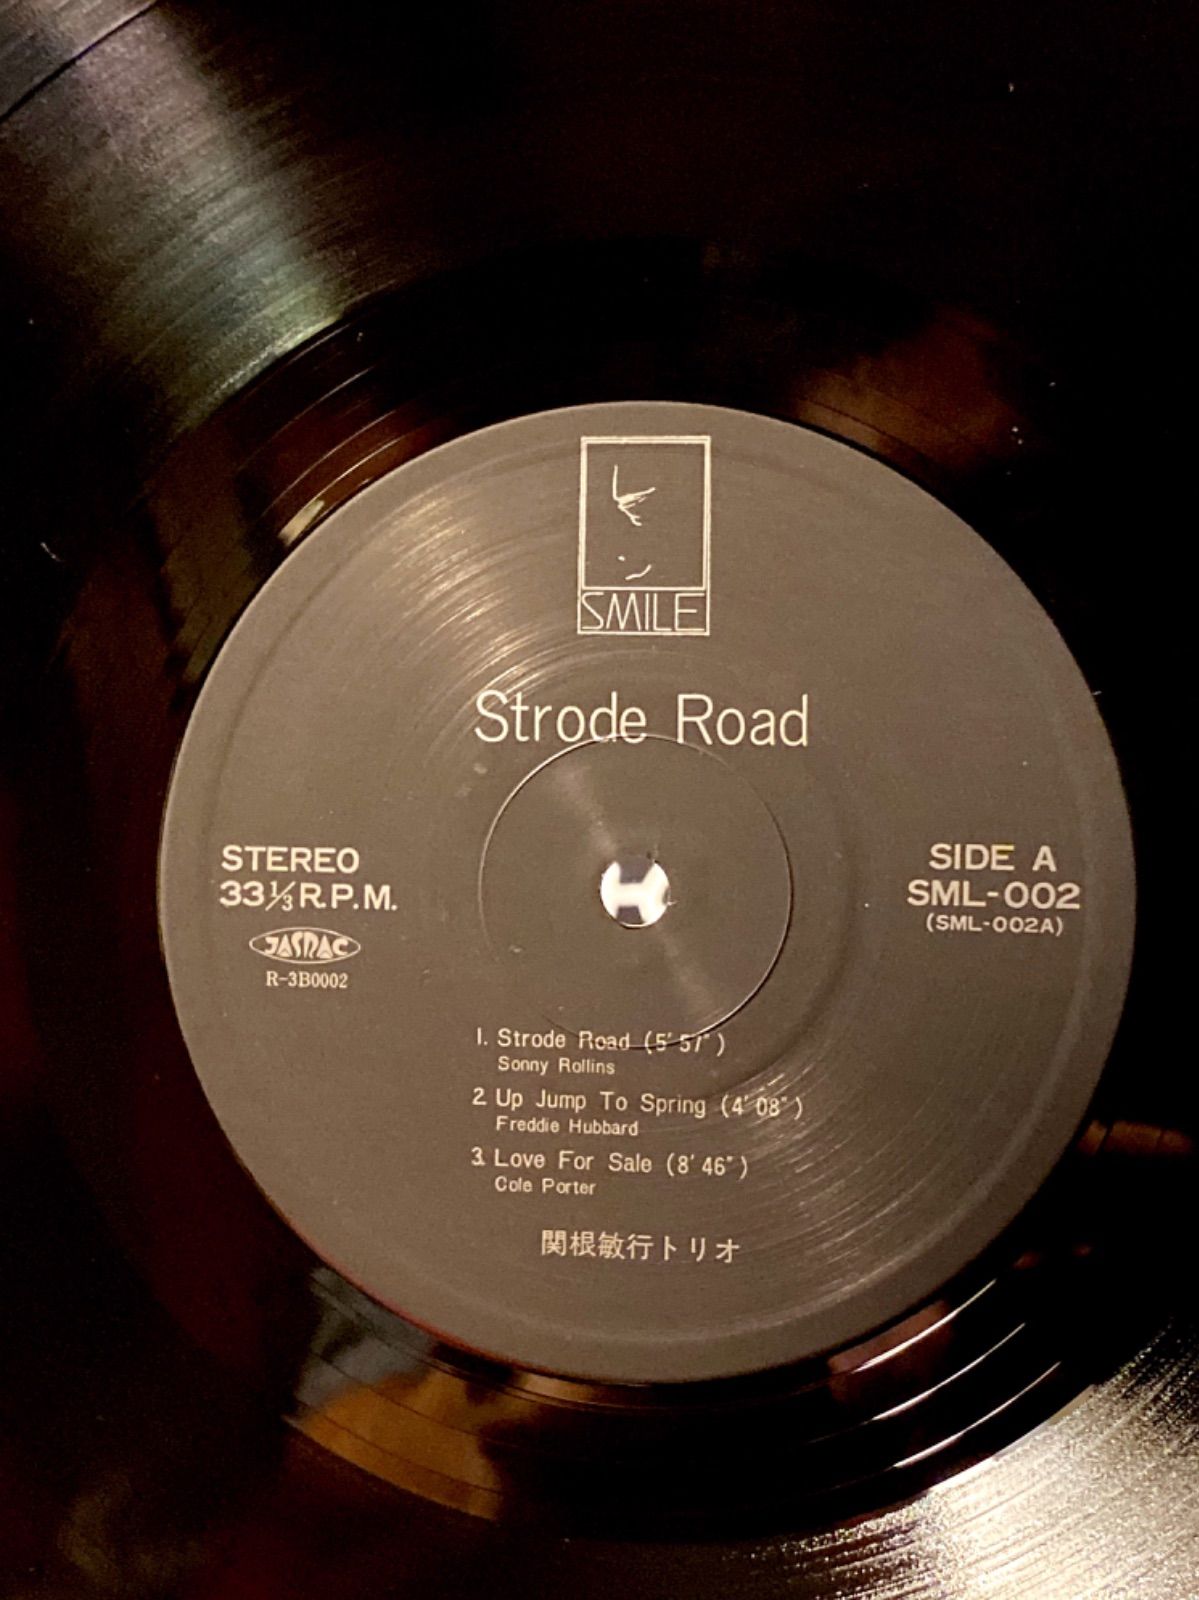 SMILE
Strode Road
STEREO
33 1/3 R.P.M.
JASRAC
R-3B0002
SIDE A
SML-002
(SML-002A)
1. Strode Road (5′57″)
Sonny Rollins
2. Up Jump To Spring (4′08″)
Freddie Hubbard
3. Love For Sale (8′46″)
Cole Porter
関根敏行トリオ